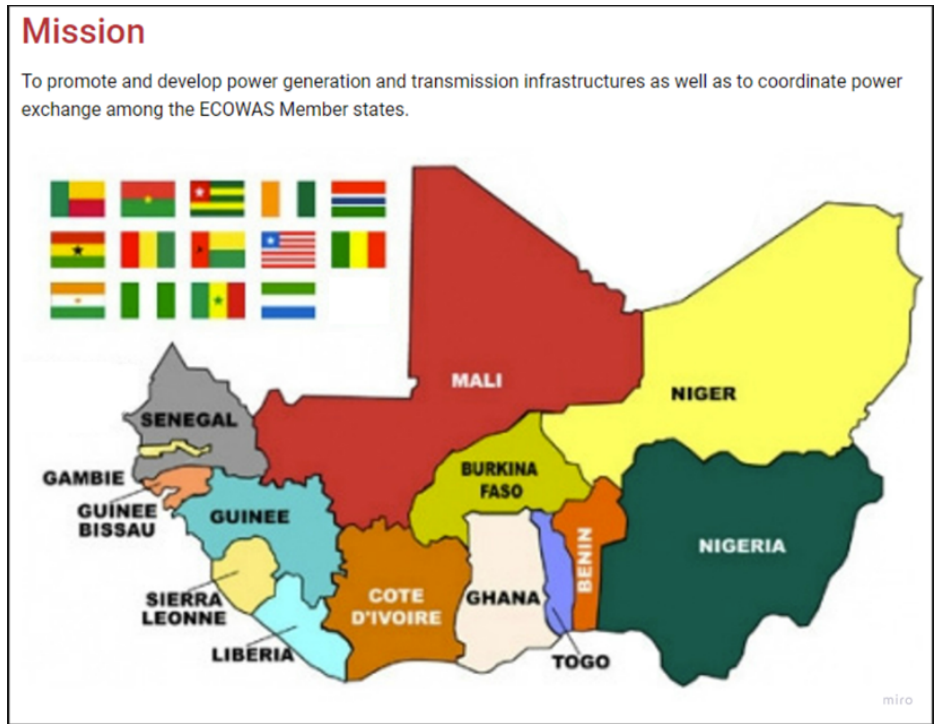 Mission
To promote and develop power generation and transmission infrastructures as well as to coordinate power
exchange among the ECOWAS Member states.
MALI
NIGER
SENEGAL
BURKINA
FASO
GAMBIE
GUINEE
BISSAU
GUINEE
NIGERIA
BENIN
COTE
D'IVOIRE
GHANA
SIERRA
LEONNE
LIBERIA
TOGO
miro